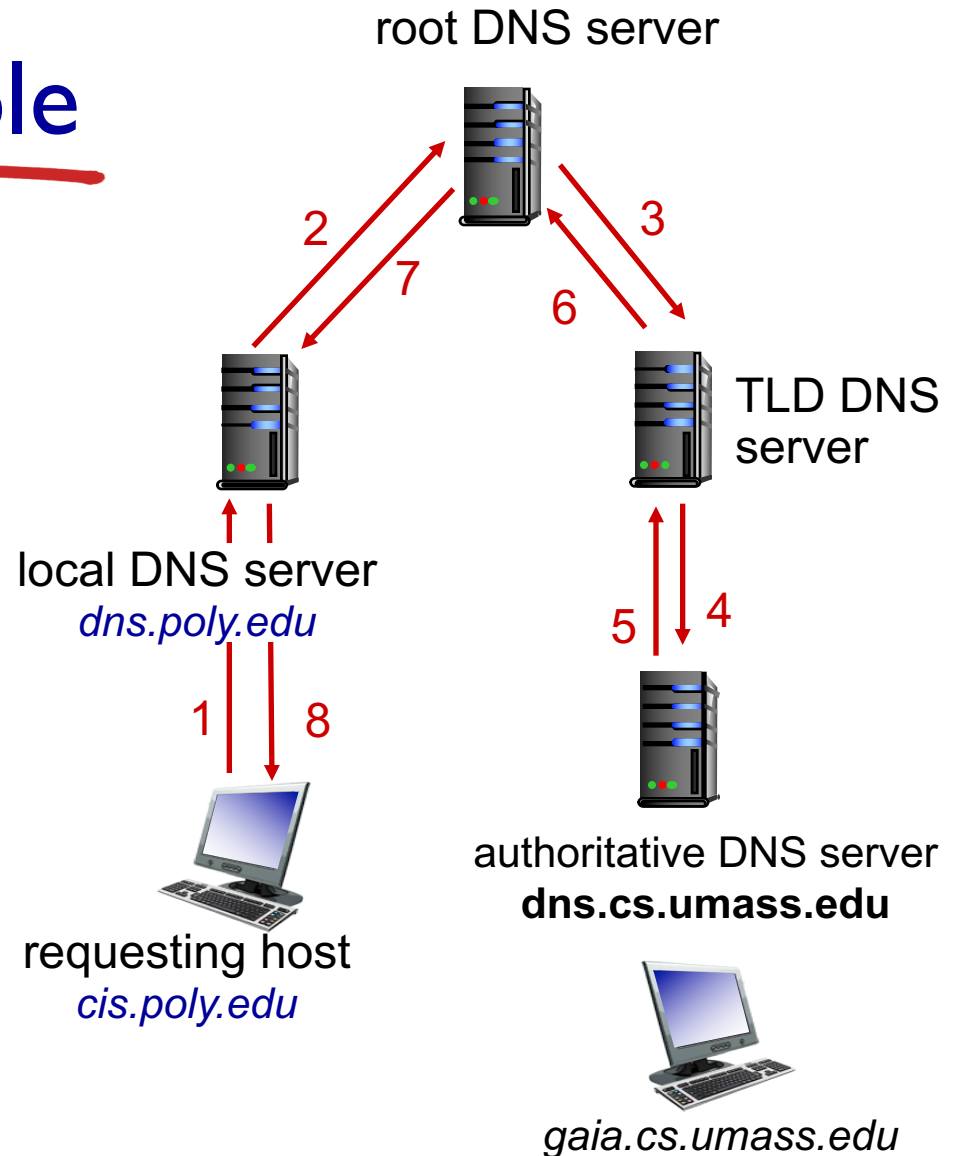 root DNS server
2
7
3
6
TLD DNS
server
local DNS server
dns.poly.edu
5
4
1
8
authoritative DNS server
dns.cs.umass.edu
requesting host
cis.poly.edu
gaia.cs.umass.edu